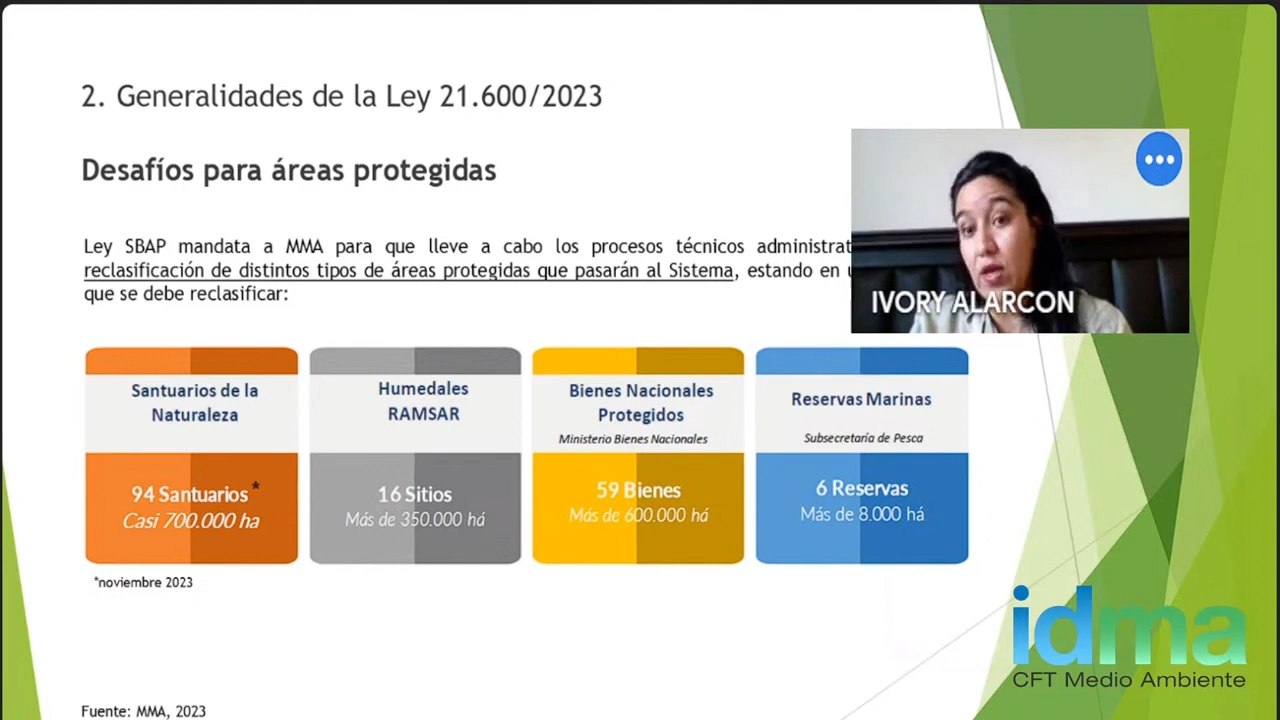 2. Generalidades de la Ley 21.600/2023
Desafíos para áreas protegidas
Ley SBAP mandata a MMA para que lleve a cabo los procesos técnicos
reclasificación de distintos tipos de áreas protegidas que pasarán al Sistema, estando en
que se debe reclasificar:
IVORY ALARCON
Santuarios de la
Naturaleza
94 Santuarios*
Casi 700.000 ha
Humedales
RAMSAR
16 Sitios
Más de 350.000 há
Bienes Nacionales
Protegidos
Ministerio Bienes Nacionales
59 Bienes
Más de 600.000 há
Reservas Marinas
Subsecretaría de Pesca
6 Reservas
Más de 8.000 há
*noviembre 2023
idma
CFT Medio Ambiente
Fuente: MMA, 2023